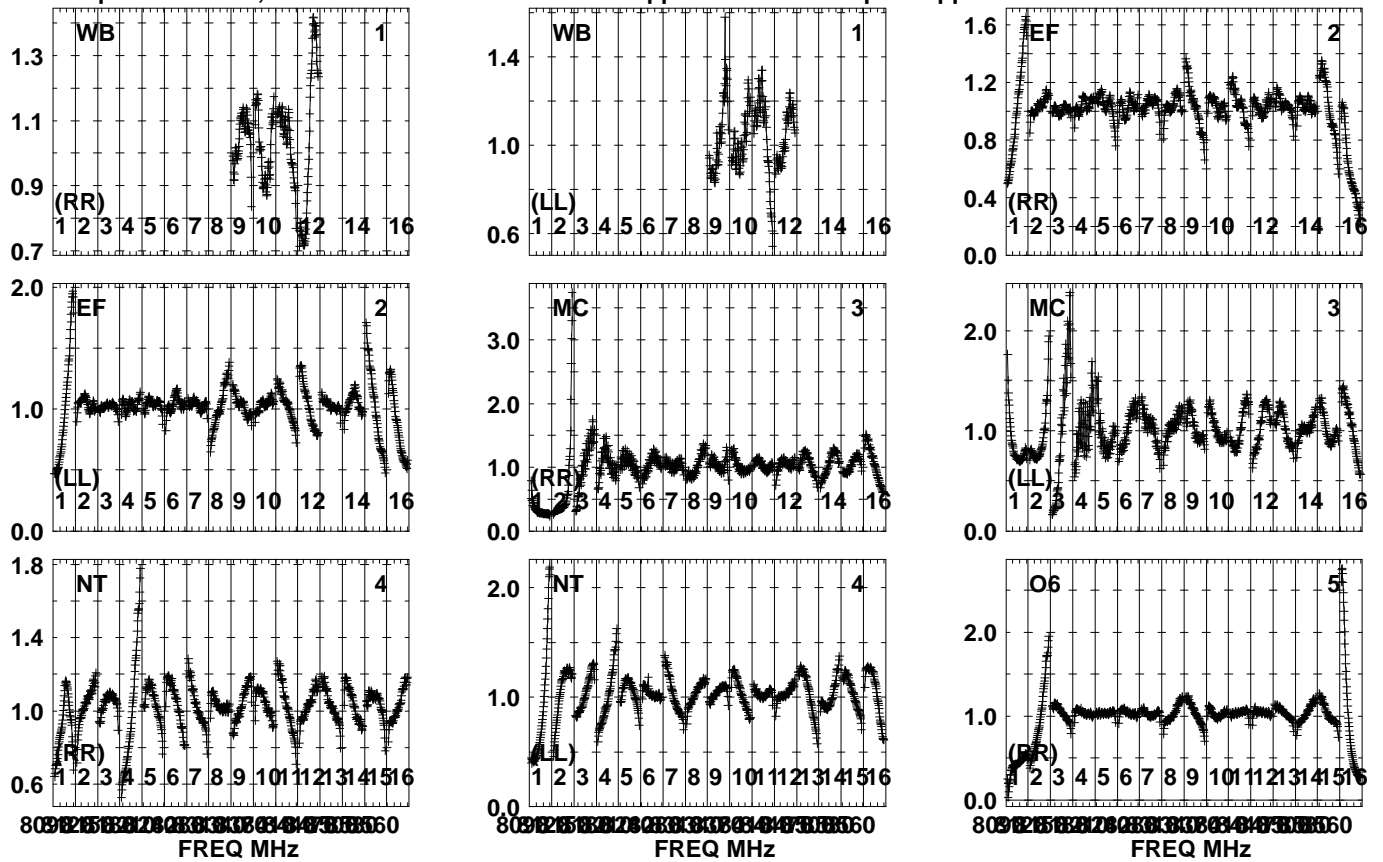 WB 1
1.3
1.1
0.9
(RR)
1 2 3 4 5 6 7 8 9 10 12 14 16
0.7
WB 1
1.4
1.0
(LL)
1 2 3 4 5 6 7 8 9 10 12 14 16
0.6
EF 2
1.6
1.2
0.8
0.4
(RR)
1 2 3 4 5 6 7 8 9 10 12 14 16
0.0
2.0
EF 2
1.0
(LL)
1 2 3 4 5 6 7 8 9 10 12 14 16
0.0
MC 3
3.0
2.0
1.0
(RR)
1 2 3 4 5 6 7 8 9 10 12 14 16
0.0
MC 3
2.0
1.0
(LL)
1 2 3 4 5 6 7 8 9 10 12 14 16
0.0
1.8
NT 4
1.4
1.0
(RR)
1 2 3 4 5 6 7 8 9 10 11 12 13 14 15 16
0.6
FREQ MHz
NT 4
2.0
1.0
(LL)
1 2 3 4 5 6 7 8 9 10 11 12 13 14 15 16
0.0
FREQ MHz
O6 5
2.0
1.0
(RR)
1 2 3 4 5 6 7 8 9 10 11 12 13 14 15 16
0.0
FREQ MHz